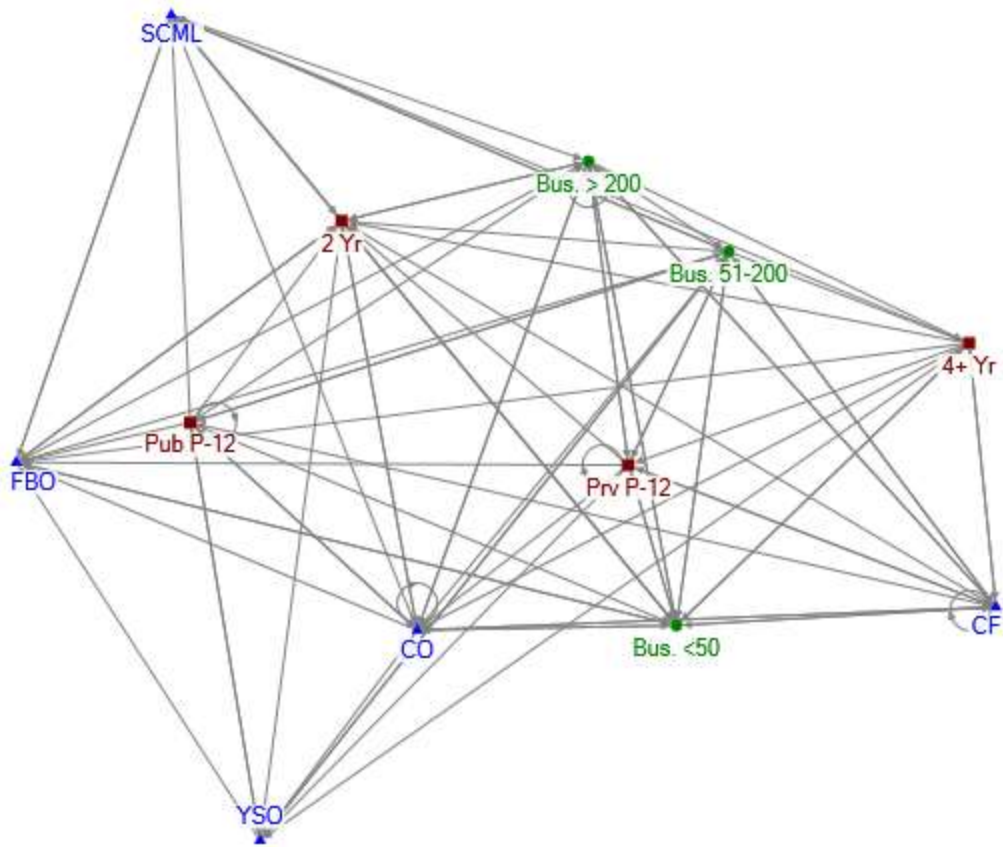 SCML
Bus. > 200
2 Yr
Bus. 51-200
4+ Yr
Pub P-12
FBO
Prv P-12
CO
CF
Bus. <50
YSO